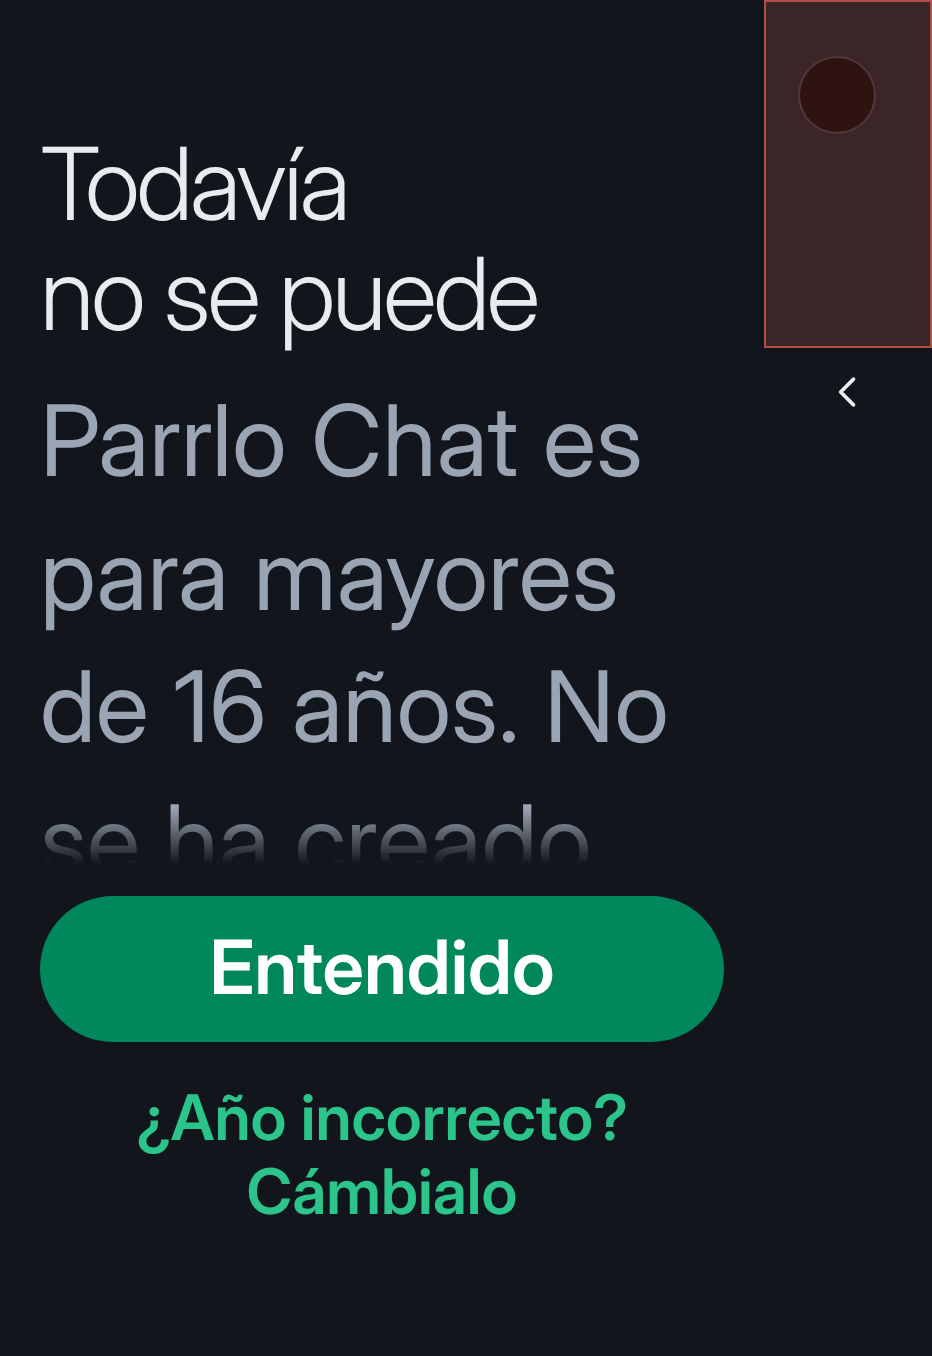 Todavía
no se puede
Parrlo Chat es
para mayores
de 16 años. No
se ha creado
Entendido
¿Año incorrecto?
Cámbialo